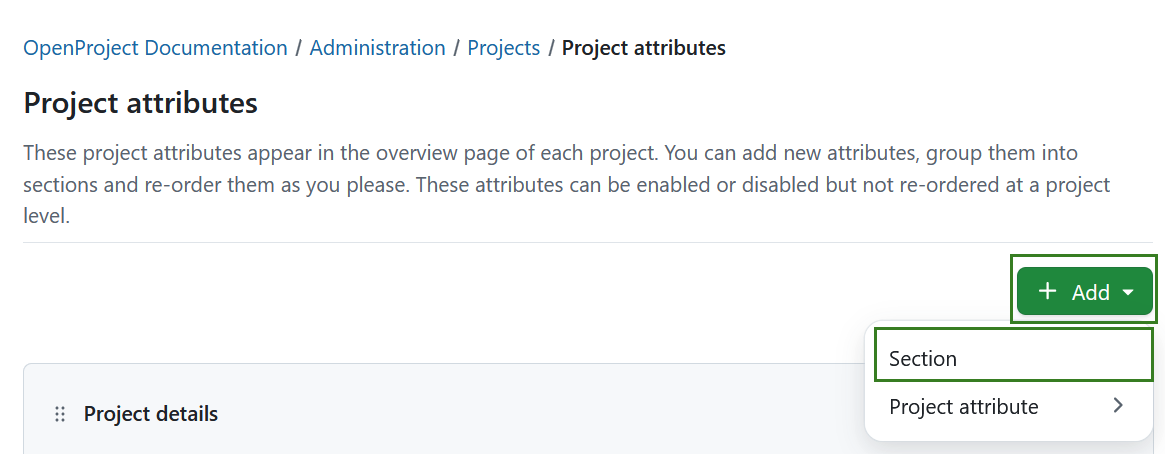 OpenProject Documentation / Administration / Projects / Project attributes
Project attributes
These project attributes appear in the overview page of each project. You can add new attributes, group them into
sections and re-order them as you please. These attributes can be enabled or disabled but not re-ordered at a project
level.
+ Add
Section
Project attribute
Project details